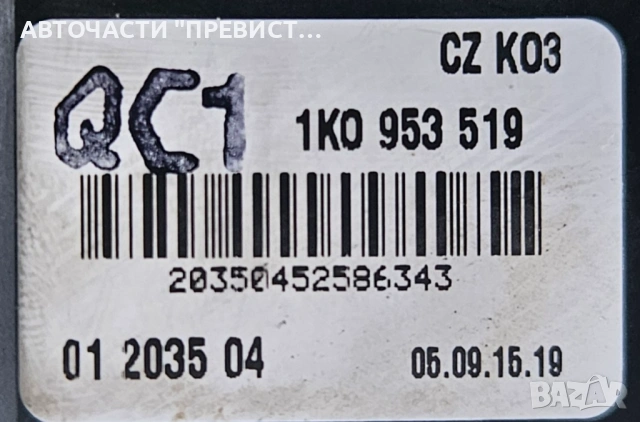 АВТОЧАСТИ "ПРЕВИСТ...
CZ K03
QC1
1K0 953 519
20350452586343
01 2035 04
05.09.15.19
BAZAR